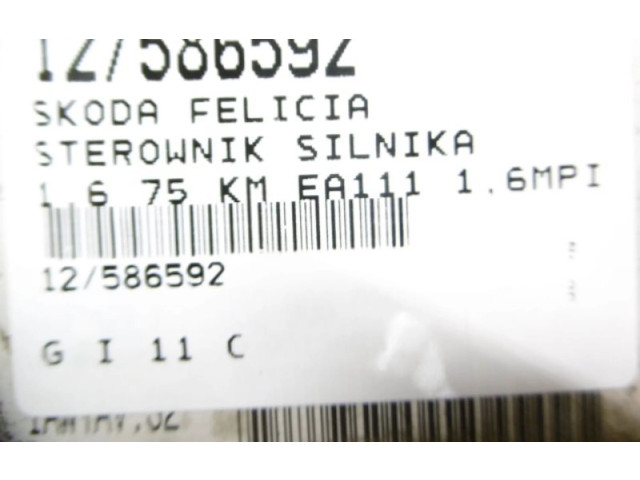 12/586592
SKODA FELICIA
STEROWNIK SILNIKA
1.6 75 KM EA111 1.6MPI
12/586592
G I 11 C